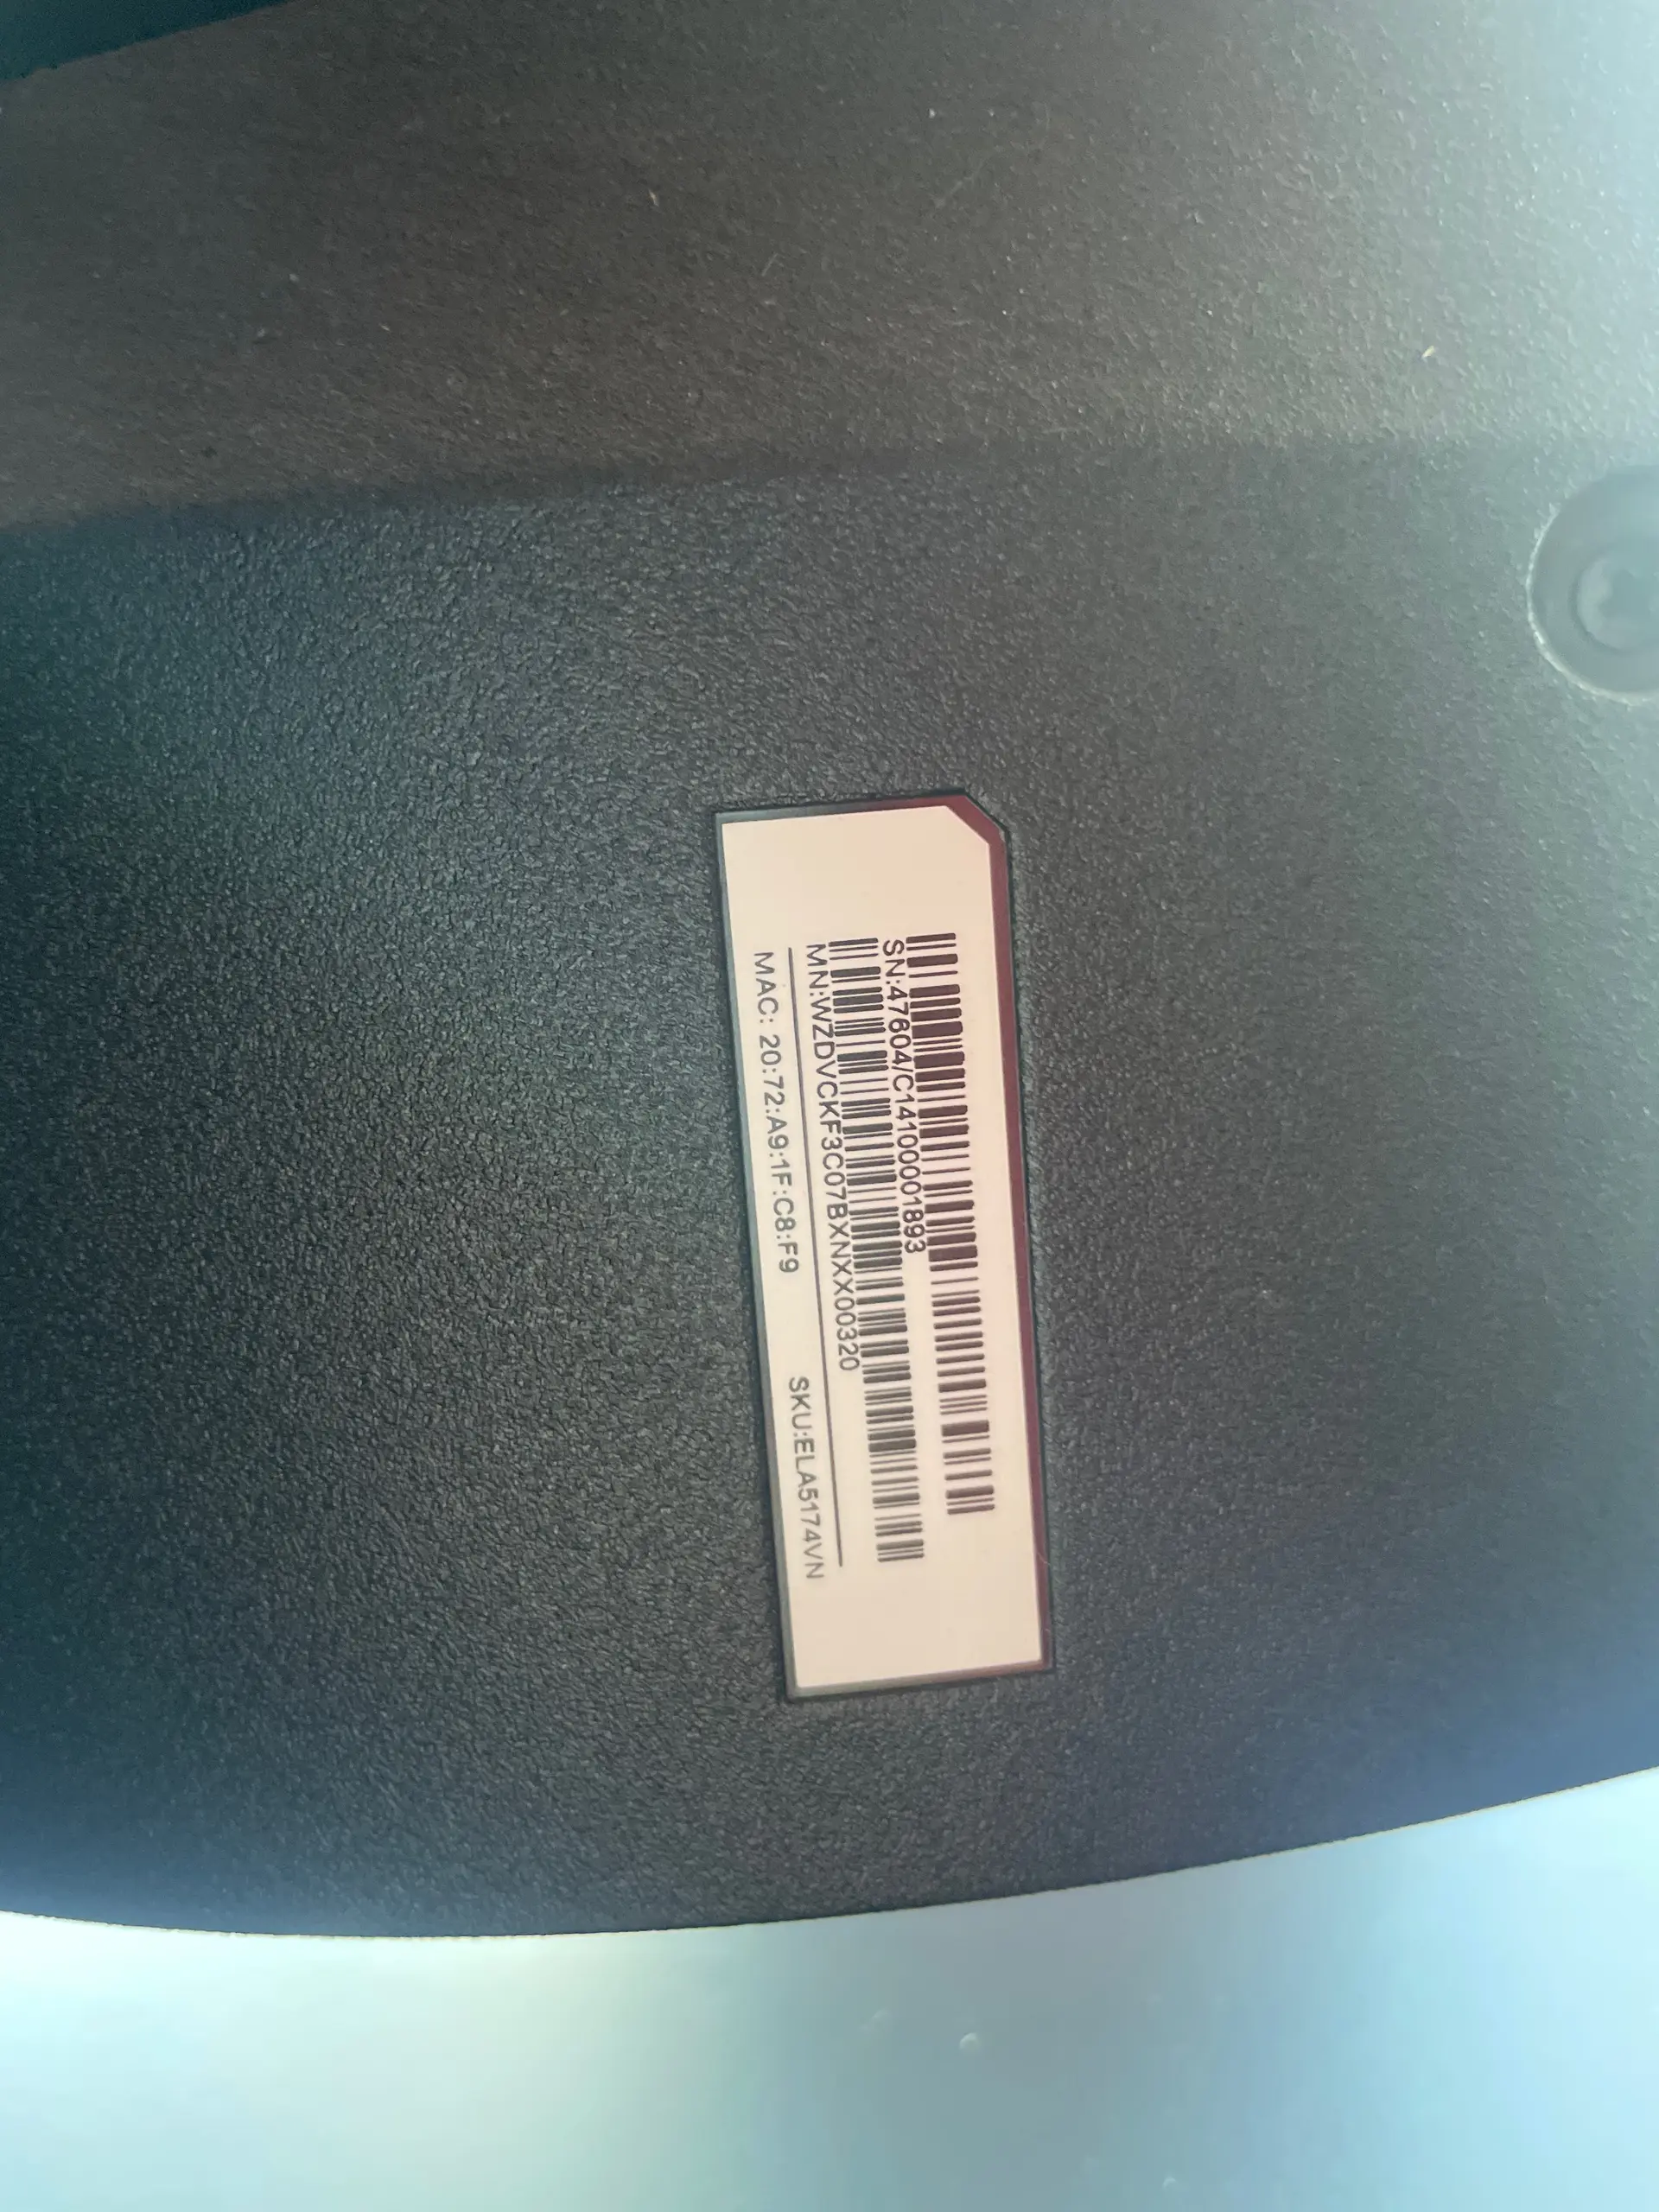 SN:47604/C14100001893
MN:WZDVCKF3C07BXNXX00320
MAC: 20:72:A9:1F:C8:F9 SKU:ELA5174VN